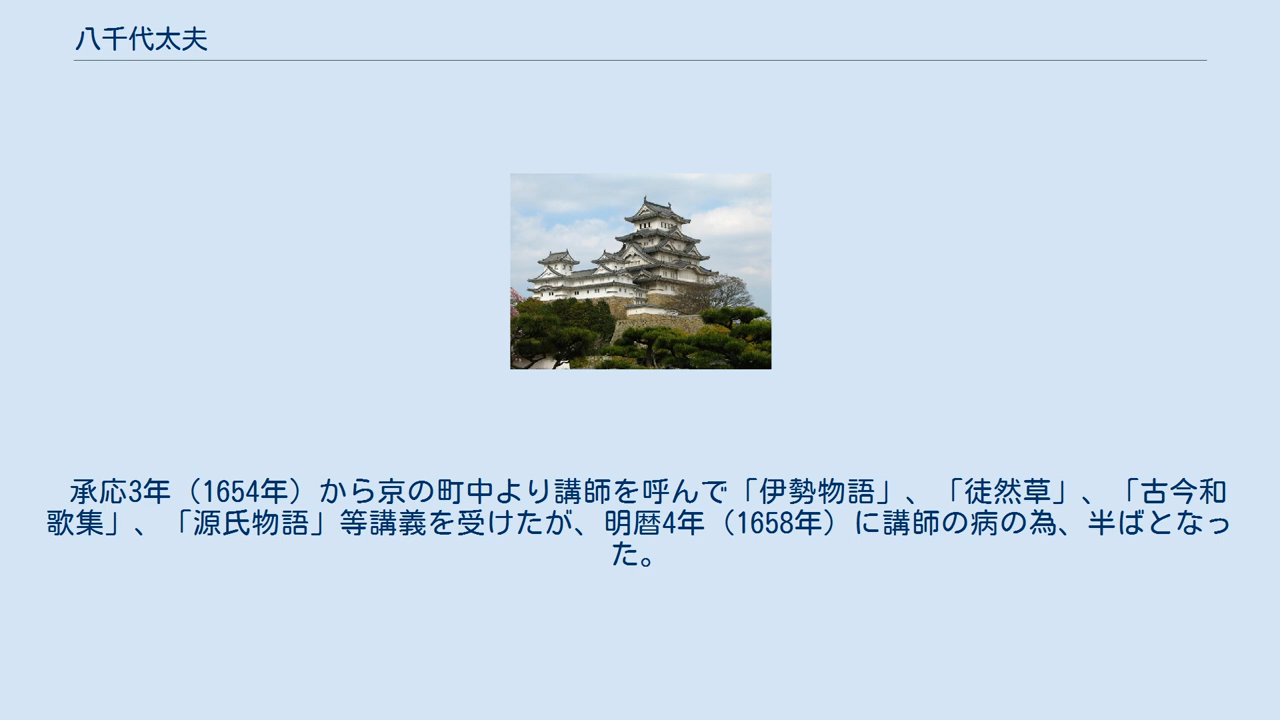 八千代太夫
承応3年（1654年）から京の町中より講師を呼んで「伊勢物語」、「徒然草」、「古今和
歌集」、「源氏物語」等講義を受けたが、明暦4年（1658年）に講師の病の為、半ばとなっ
た。